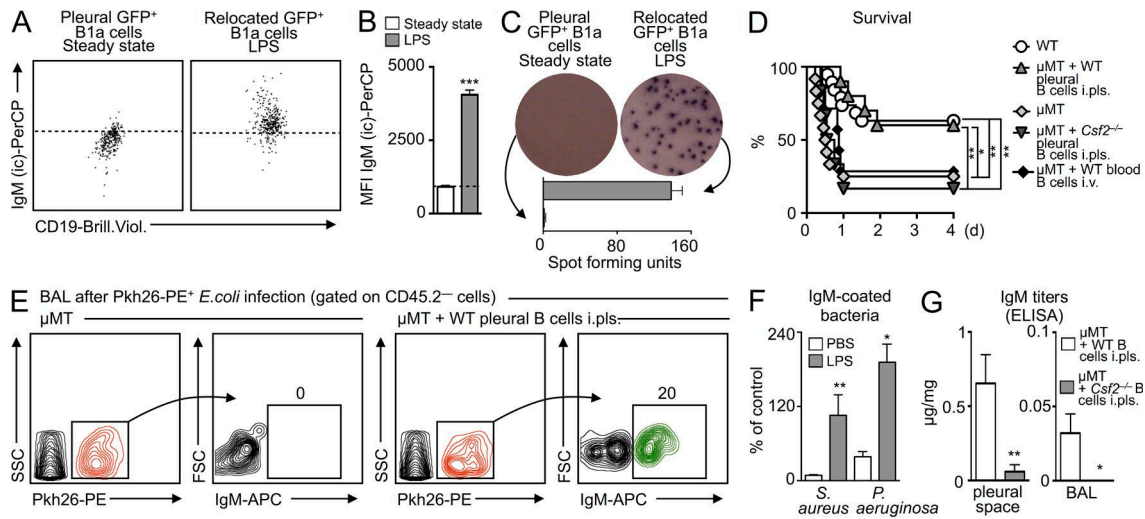 A
Pleural GFP⁺
B1a cells
Steady state
Relocated GFP⁺
B1a cells
LPS
IgM (ic)-PerCP
CD19-Brill.Viol.
B
Steady state
LPS
MFI IgM (ic)-PerCP
5000
2500
0
***
C
Pleural
GFP⁺ B1a
cells
Steady state
Relocated
GFP⁺ B1a
cells
LPS
0
80
160
Spot forming units
D
Survival
%
100
50
0
0
1
2
3
4
(d)
**
*
**
**
WT
µMT + WT
pleural
B cells i.pls.
µMT
µMT + Csf2⁻/⁻
pleural
B cells i.pls.
µMT + WT blood
B cells i.v.
E
BAL after Pkh26-PE⁺ E.coli infection (gated on CD45.2⁻ cells)
µMT
µMT + WT pleural B cells i.pls.
SSC
Pkh26-PE
FSC
0
IgM-APC
SSC
Pkh26-PE
FSC
20
IgM-APC
F
IgM-coated
bacteria
% of control
240
120
0
PBS
LPS
**
*
S.
aureus
P.
aeruginosa
G
IgM titers
(ELISA)
µg/mg
1
0.5
0
**
pleural
space
0.1
0.05
0
*
BAL
µMT
+ WT B
cells i.pls.
µMT
+ Csf2⁻/⁻ B
cells i.pls.